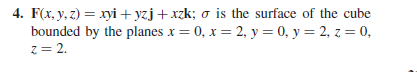 4. F(x, y, z) = xyi + yzj + xzk; σ is the surface of the cube
bounded by the planes x = 0, x = 2, y = 0, y = 2, z = 0,
z = 2.